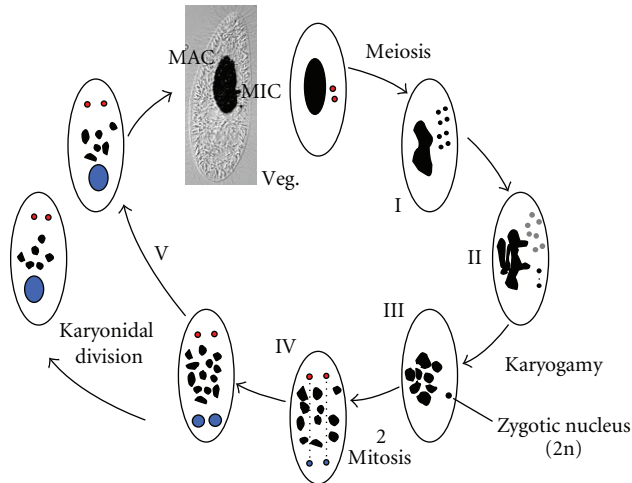 MAC
MIC
Veg.
Meiosis
I
II
III
Karyogamy
Zygotic nucleus
(2n)
2
Mitosis
IV
V
Karyonidal
division